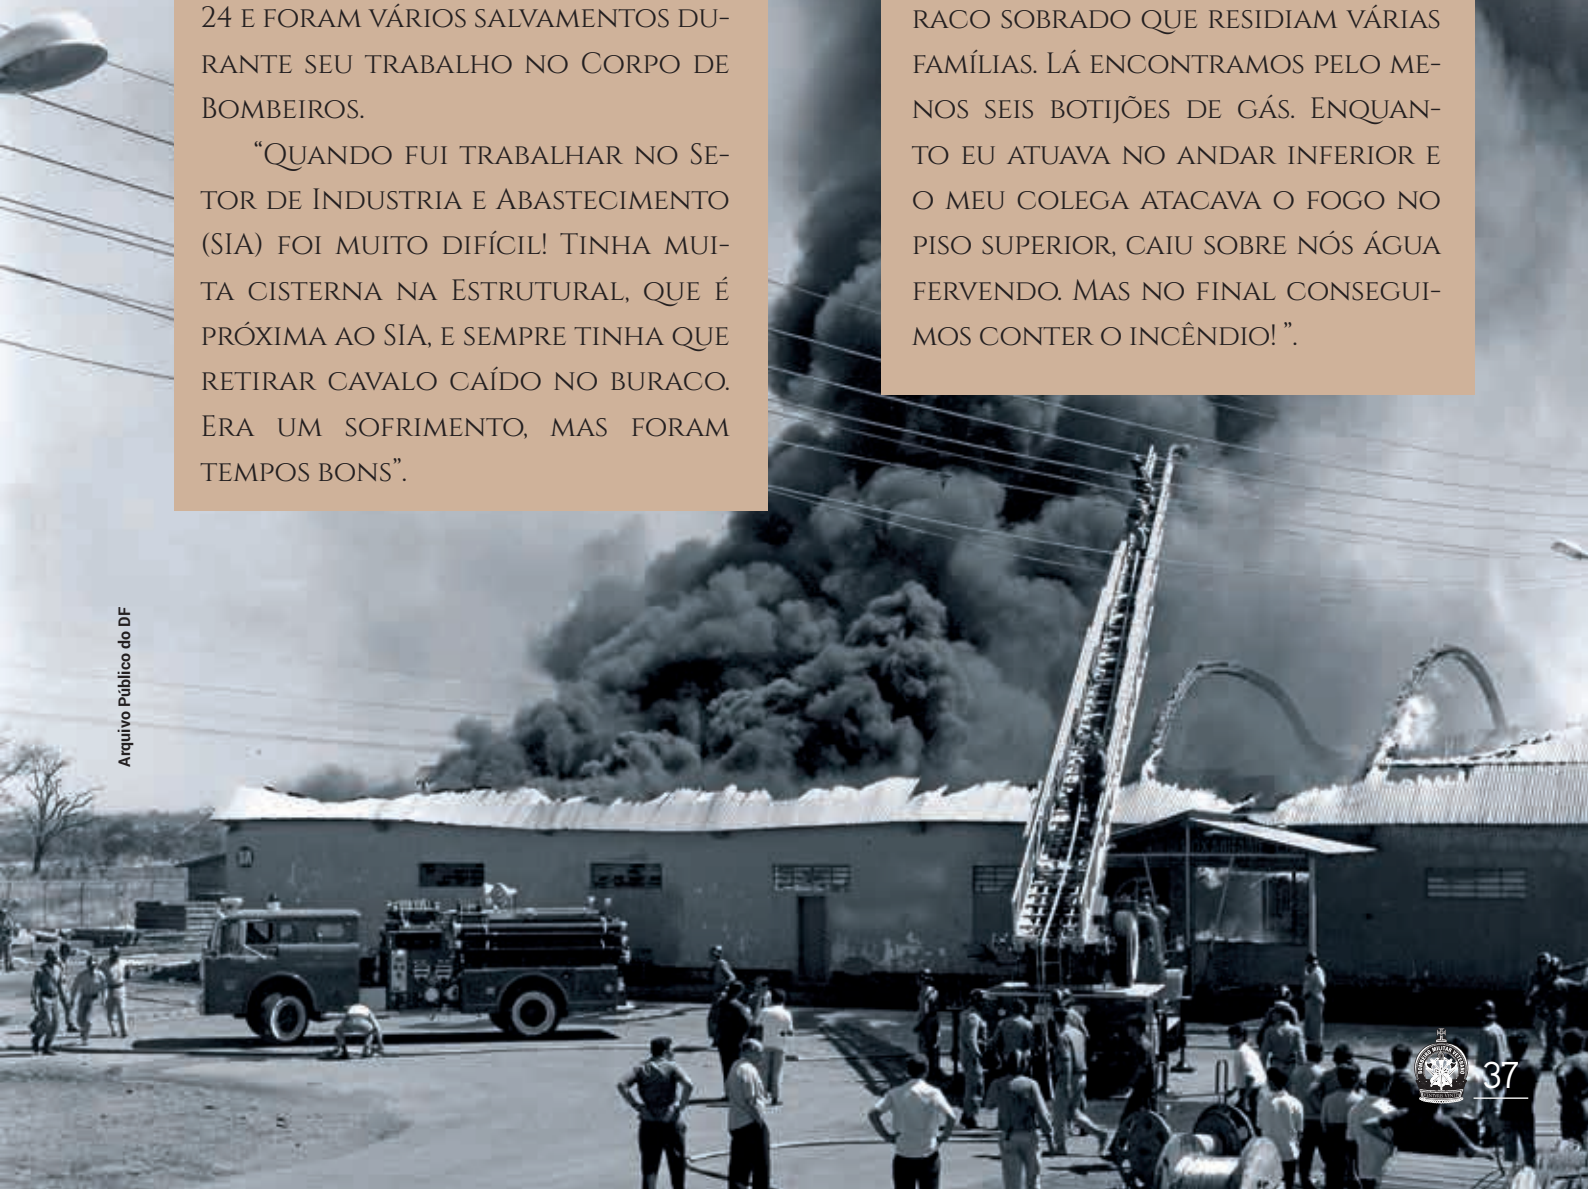 24 e foram vários salvamentos du-
rante seu trabalho no Corpo de
Bombeiros.
“Quando fui trabalhar no Se-
tor de Industria e Abastecimento
(SIA) foi muito difícil! Tinha mui-
ta cisterna na Estrutural, que é
próxima ao SIA, e sempre tinha que
retirar cavalo caído no buraco.
Era um sofrimento, mas foram
tempos bons”.
raco sobrado que residiam várias
famílias. Lá encontramos pelo me-
nos seis botijões de gás. Enquan-
to eu atuava no andar inferior e
o meu colega atacava o fogo no
piso superior, caiu sobre nós água
fervendo. Mas no final consegui-
mos conter o incêndio! ”.
Arquivo Público do DF
BOMBEIRO MILITAR VETERANO
37